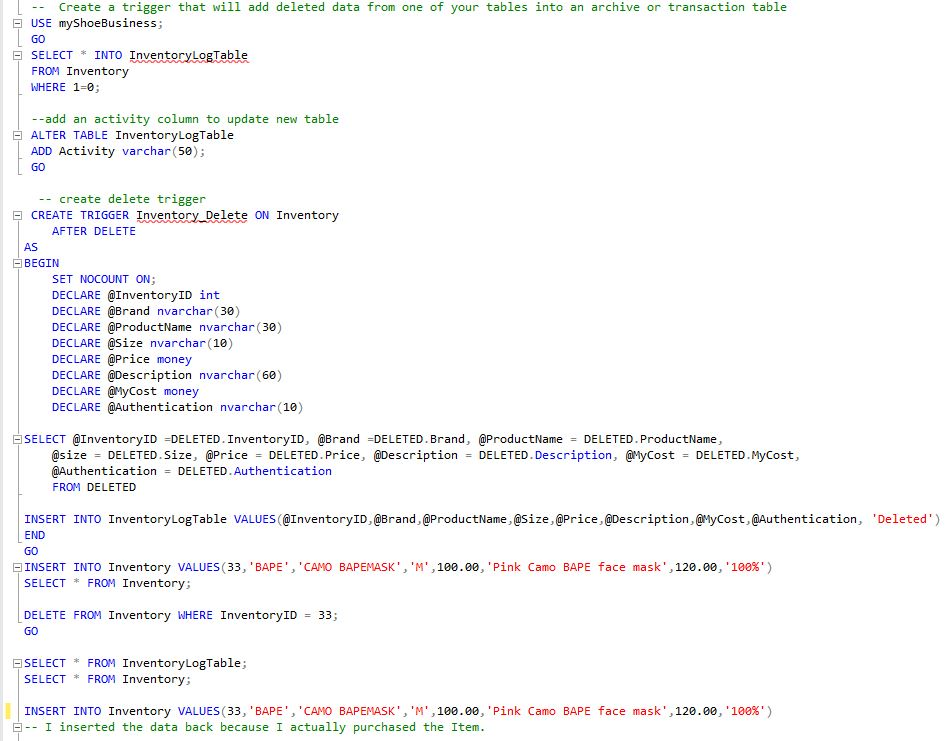 -- Create a trigger that will add deleted data from one of your tables into an archive or transaction table
USE myShoeBusiness;
GO
SELECT * INTO InventoryLogTable
FROM Inventory
WHERE 1=0;
--add an activity column to update new table
ALTER TABLE InventoryLogTable
ADD Activity varchar(50);
GO
-- create delete trigger
CREATE TRIGGER Inventory_Delete ON Inventory
AFTER DELETE
AS
BEGIN
SET NOCOUNT ON;
DECLARE @InventoryID int
DECLARE @Brand nvarchar(30)
DECLARE @ProductName nvarchar(30)
DECLARE @Size nvarchar(10)
DECLARE @Price money
DECLARE @Description nvarchar(60)
DECLARE @MyCost money
DECLARE @Authentication nvarchar(10)
SELECT @InventoryID =DELETED.InventoryID, @Brand =DELETED.Brand, @ProductName = DELETED.ProductName,
@size = DELETED.Size, @Price = DELETED.Price, @Description = DELETED.Description, @MyCost = DELETED.MyCost,
@Authentication = DELETED.Authentication
FROM DELETED
INSERT INTO InventoryLogTable VALUES(@InventoryID,@Brand,@ProductName,@Size,@Price,@Description,@MyCost,@Authentication, 'Deleted')
END
GO
INSERT INTO Inventory VALUES(33,'BAPE','CAMO BAPEMASK','M',100.00,'Pink Camo BAPE face mask',120.00,'100%')
SELECT * FROM Inventory;
DELETE FROM Inventory WHERE InventoryID = 33;
GO
SELECT * FROM InventoryLogTable;
SELECT * FROM Inventory;
INSERT INTO Inventory VALUES(33,'BAPE','CAMO BAPEMASK','M',100.00,'Pink Camo BAPE face mask',120.00,'100%')
-- I inserted the data back because I actually purchased the Item.